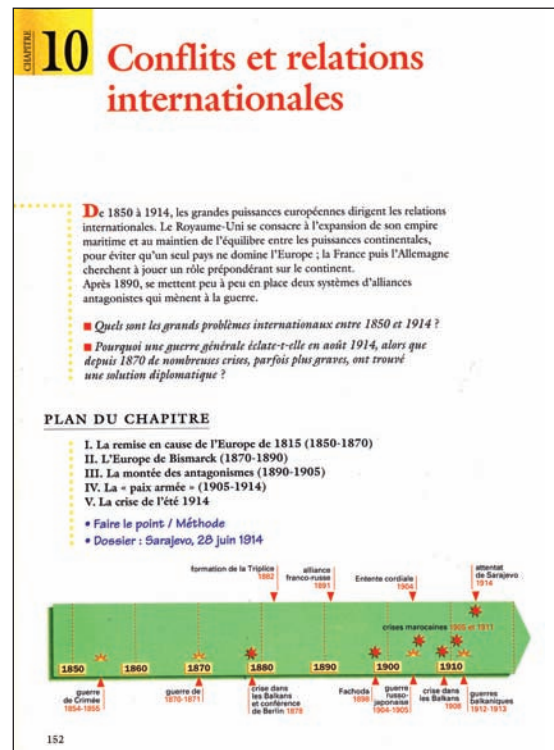 CHAPITRE
10
Conflits et relations
internationales
De 1850 à 1914, les grandes puissances européennes dirigent les relations
internationales. Le Royaume-Uni se consacre à l'expansion de son empire
maritime et au maintien de l'équilibre entre les puissances continentales,
pour éviter qu'un seul pays ne domine l'Europe ; la France puis l'Allemagne
cherchent à jouer un rôle prépondérant sur le continent.
Après 1890, se mettent peu à peu en place deux systèmes d'alliances
antagonistes qui mènent à la guerre.
■ Quels sont les grands problèmes internationaux entre 1850 et 1914 ?
■ Pourquoi une guerre générale éclate-t-elle en août 1914, alors que
depuis 1870 de nombreuses crises, parfois plus graves, ont trouvé
une solution diplomatique ?
PLAN DU CHAPITRE
I. La remise en cause de l'Europe de 1815 (1850-1870)
II. L'Europe de Bismarck (1870-1890)
III. La montée des antagonismes (1890-1905)
IV. La « paix armée » (1905-1914)
V. La crise de l'été 1914
• Faire le point / Méthode
• Dossier : Sarajevo, 28 juin 1914
formation de la Triplice
1882
alliance
franco-russe
1891
Entente cordiale
1904
attentat
de Sarajevo
1914
crises marocaines 1905 et 1911
1850
1860
1870
1880
1890
1900
1910
guerre
de Crimée
1854-1855
guerre de
1870-1871
crise dans
les Balkans
et conférence
de Berlin 1878
Fachoda
1898
guerre
russo-
japonaise
1904-1905
crise dans
les Balkans
1908
guerres
balkaniques
1912-1913
152